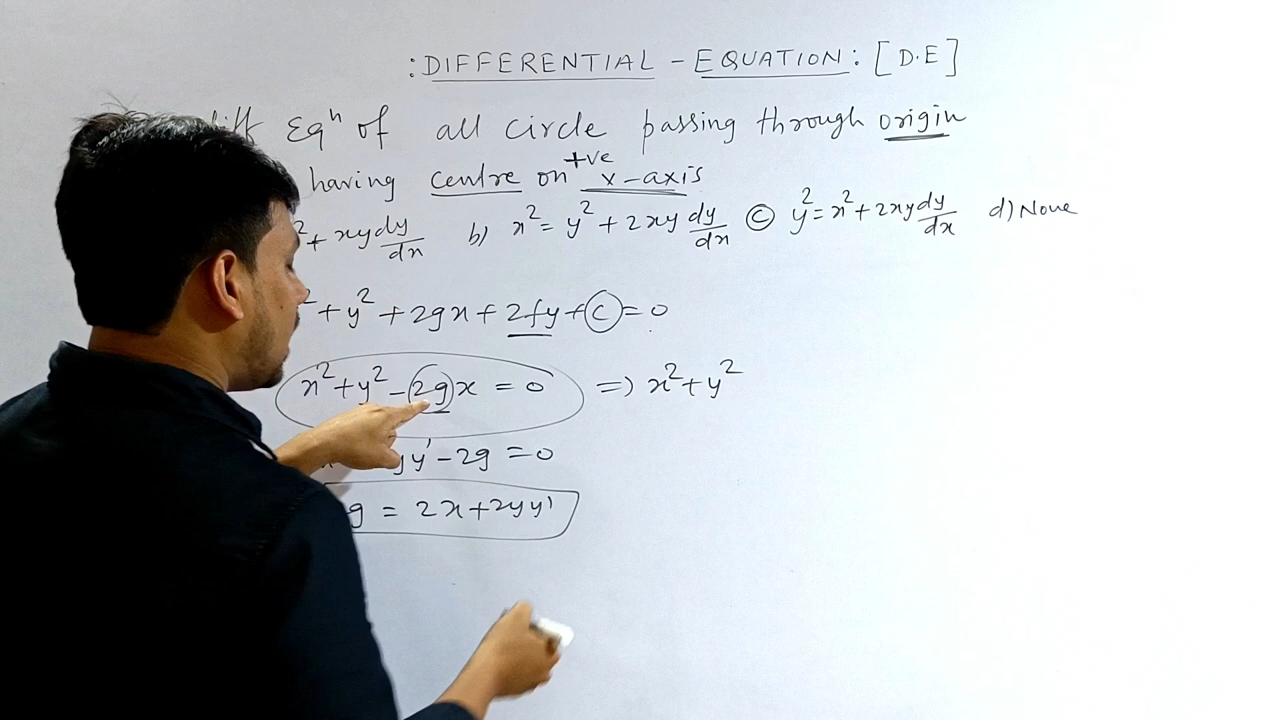 : DIFFERENTIAL - EQUATION : [D.E]
Eqⁿ of all circle passing through origin
having centre on +ve x-axis
² + xy dy/dx b) x² = y² + 2xy dy/dx (c) y² = x² + 2xy dy/dx d) None
² + y² + 2gx + 2fy + c = 0
x² + y² - 2gx = 0 => x² + y²
yy' - 2g = 0
g = 2x + 2yy'